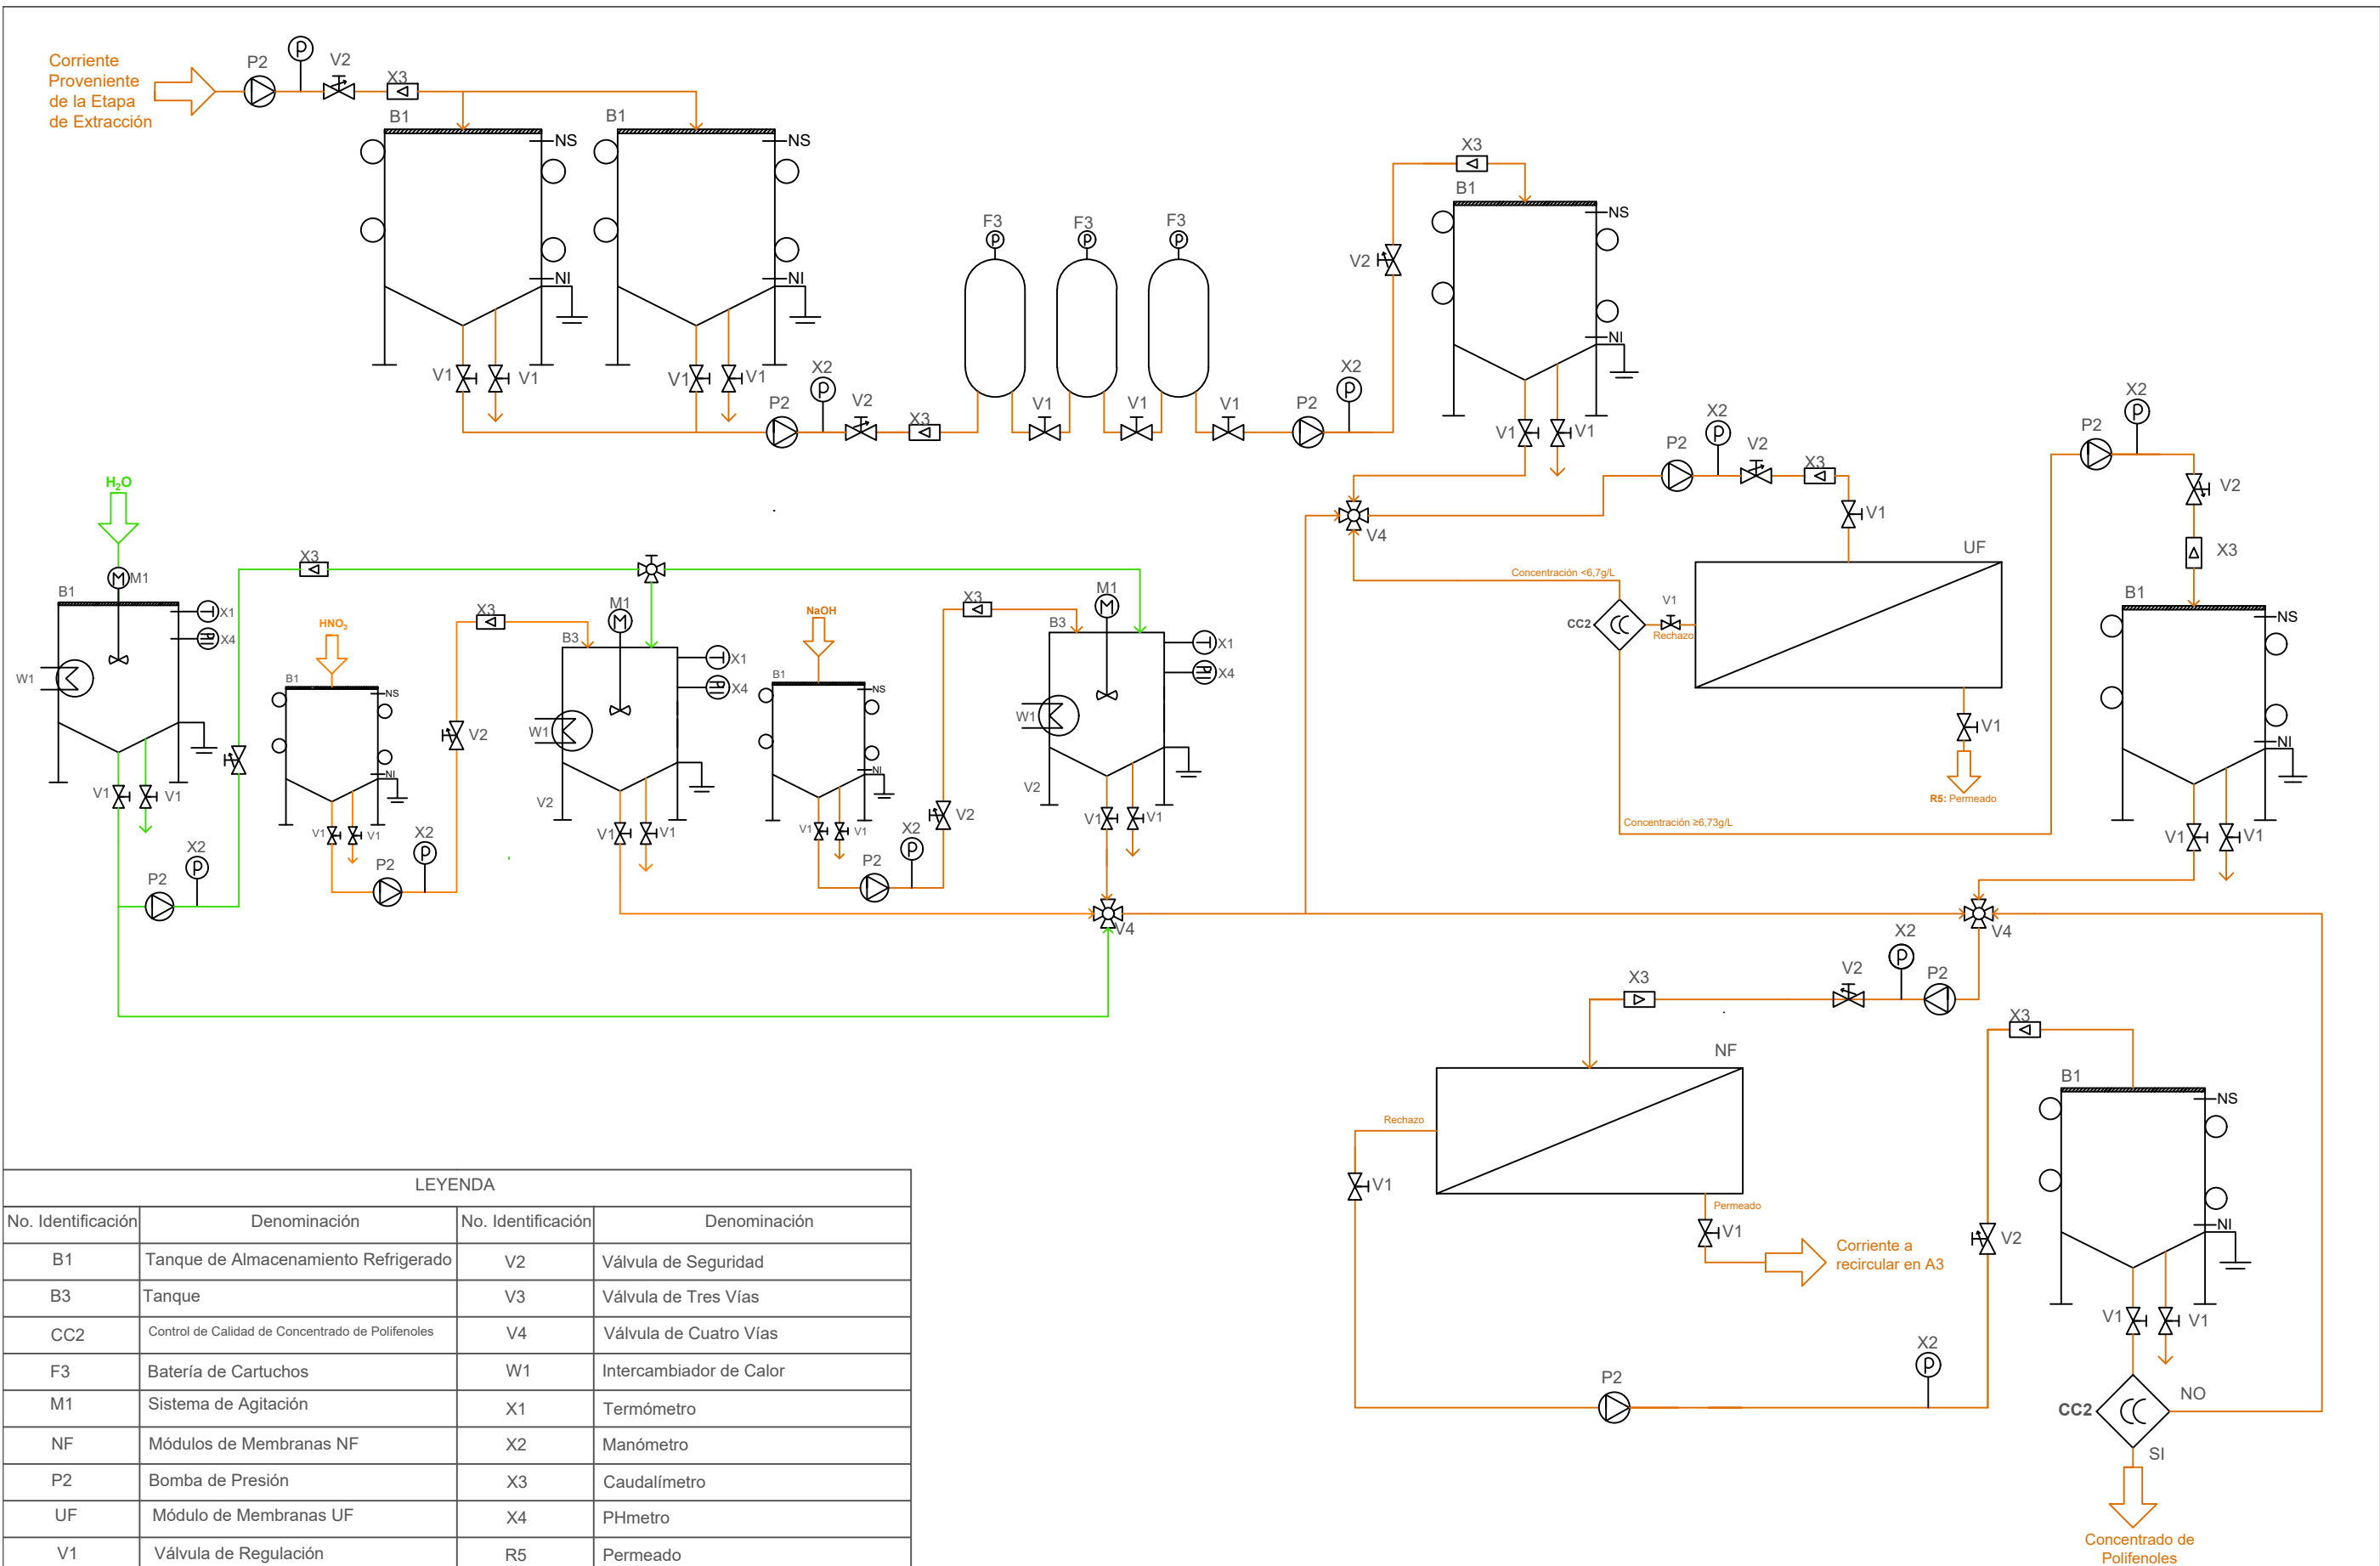 Corriente
Proveniente
de la Etapa
de Extracción
P2
P
V2
X3
B1
NS
NI
V1
V1
B1
NS
NI
V1
V1
P2
X2
P
V2
X3
F3
P
F3
P
F3
P
V1
V1
V1
P2
X2
P
V2
X3
B1
NS
NI
V1
V1
V4
P2
X2
P
V2
X3
V1
UF
Concentración <6,7g/L
CC2
CC
V1
Rechazo
V1
R5: Permeado
Concentración ≥6,73g/L
P2
X2
P
V2
X3
B1
NS
NI
V1
V1
H2O
M
M1
B1
X1
X4
W1
V1
V1
P2
X2
P
X3
HNO3
B1
NS
NI
V1
V1
P2
X2
P
V2
X3
M1
M
B3
X1
X4
W1
V2
V1
V1
NaOH
B1
NS
NI
V1
V1
P2
X2
P
V2
X3
M1
M
B3
X1
X4
W1
V2
V1
V1
V4
V4
P2
X2
P
V2
X3
NF
Rechazo
V1
Permeado
V1
Corriente a
recircular en A3
P2
X2
P
V2
X3
B1
NS
NI
V1
V1
CC2
CC
NO
SI
Concentrado de
Polifenoles
LEYENDA
No. Identificación Denominación No. Identificación Denominación
B1 Tanque de Almacenamiento Refrigerado V2 Válvula de Seguridad
B3 Tanque V3 Válvula de Tres Vías
CC2 Control de Calidad de Concentrado de Polifenoles V4 Válvula de Cuatro Vías
F3 Batería de Cartuchos W1 Intercambiador de Calor
M1 Sistema de Agitación X1 Termómetro
NF Módulos de Membranas NF X2 Manómetro
P2 Bomba de Presión X3 Caudalímetro
UF Módulo de Membranas UF X4 PHmetro
V1 Válvula de Regulación R5 Permeado